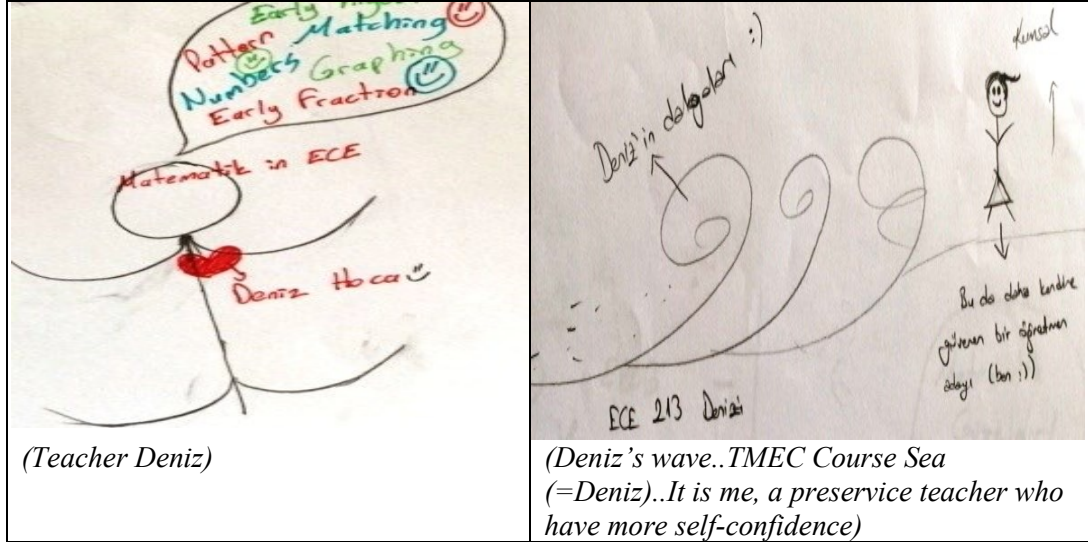 Early
Pattern Matching
Numbers Graphing
Early Fraction
Matematik in ECE
Deniz Hoca
Deniz'in dalgaları :)
Kumsal
Bu da daha kendine
güvenen bir öğretmen
adayı (ben :))
ECE 213 Denizi
(Teacher Deniz)
(Deniz’s wave..TMEC Course Sea
(=Deniz)..It is me, a preservice teacher who
have more self-confidence)